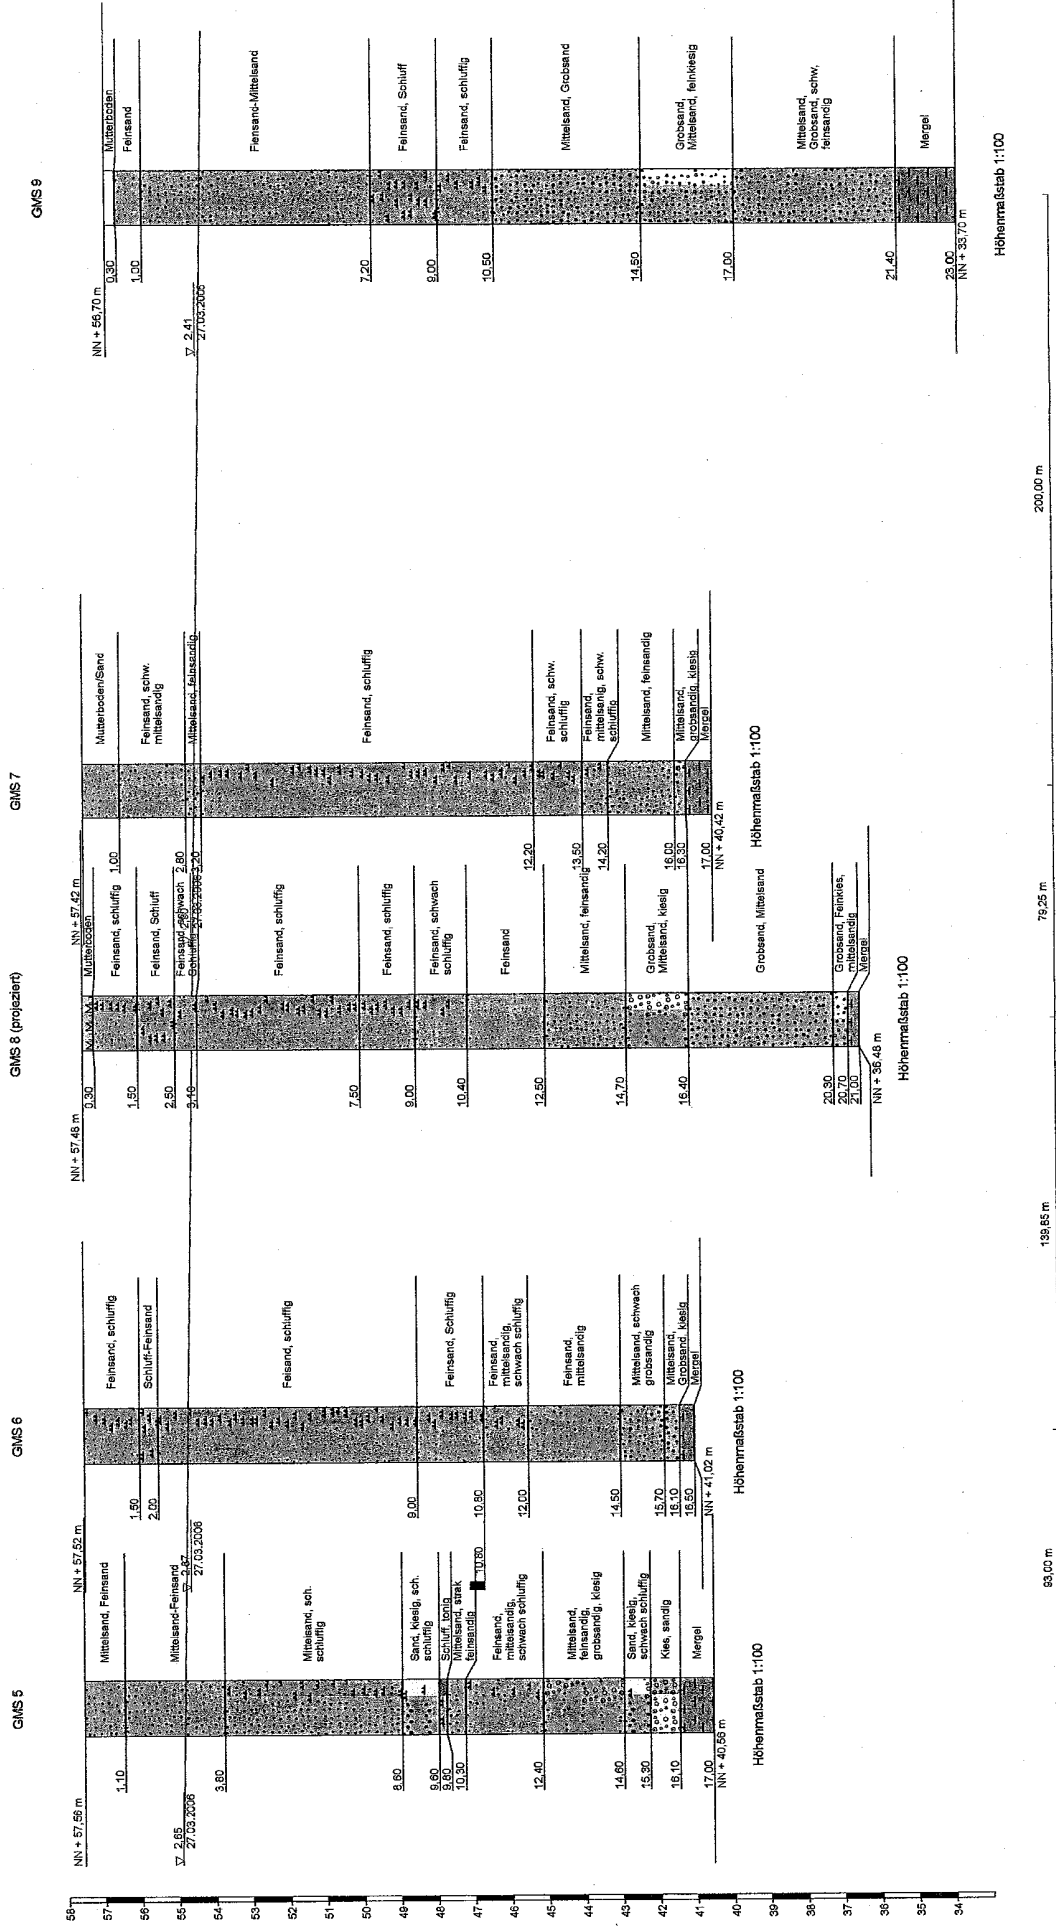 GMS 5
NN + 57,56 m
Mittelsand, Feinsand
1,10
Mittelsand-Feinsand
2,65
27.03.2006
3,80
Mittelsand, sch.
schluffig
8,60
Sand, kiesig, sch.
schluffig
9,60
Schluff, tonig
9,80
Mittelsand, strak
feinsandig
10,30
Feinsand,
mittelsandig,
schwach schluffig
12,40
Mittelsand,
feinsandig,
grobsandig, kiesig
14,60
Sand, kiesig,
schwach schluffig
15,30
Kies, sandig
16,10
Mergel
17,00
NN + 40,56 m
Höhenmaßstab 1:100
GMS 6
NN + 57,52 m
Feinsand, schluffig
1,50
Schluff-Feinsand
2,00
27.03.2006
Feisand, schluffig
9,00
Feinsand, Schluffig
10,80
10,80
Feinsand,
mittelsandig,
schwach schluffig
12,00
Feinsand,
mittelsandig
14,50
Mittelsand, schwach
grobsandig
15,70
Mittelsand,
16,10
Grobsand, kiesig
16,50
Mergel
NN + 41,02 m
Höhenmaßstab 1:100
GMS 8 (projeziert)
NN + 57,48 m
Mutterboden
0,30
Feinsand, schluffig
1,50
Feinsand, Schluff
2,50
Feinsand, schwach
Schluffig
3,10
27.03.2006
Feinsand, schluffig
7,50
Feinsand, schluffig
9,00
Feinsand, schwach
schluffig
10,40
Feinsand
12,50
Mittelsand, feinsandig
14,70
Grobsand,
Mittelsand, kiesig
16,40
Grobsand, Mittelsand
20,30
Grobsand, Feinkies,
mittelsandig
20,70
Mergel
21,00
NN + 36,48 m
Höhenmaßstab 1:100
GMS 7
NN + 57,42 m
Mutterboden/Sand
1,00
Feinsand, schw.
mittelsandig
2,80
Mittelsand, feinsandig
3,20
Feinsand, schluffig
12,20
Feinsand, schw.
schluffig
13,50
Feinsand,
mittelsanig, schw.
schluffig
14,20
Mittelsand, feinsandig
16,00
Mittelsand,
grobsandig, kiesig
16,30
Mergel
17,00
NN + 40,42 m
Höhenmaßstab 1:100
GMS 9
NN + 56,70 m
Mutterboden
0,30
Feinsand
1,00
2,41
27.03.2006
Fiensand-Mittelsand
7,20
Feinsand, Schluff
9,00
Feinsand, schluffig
10,50
Mittelsand, Grobsand
14,50
Grobsand,
Mittelsand, feinkiesig
17,00
Mittelsand,
Grobsand, schw,
feinsandig
21,40
Mergel
23,00
NN + 33,70 m
Höhenmaßstab 1:100
58
57
56
55
54
53
52
51
50
49
48
47
46
45
44
43
42
41
40
39
38
37
36
35
34
93,00 m
139,65 m
79,25 m
200,00 m